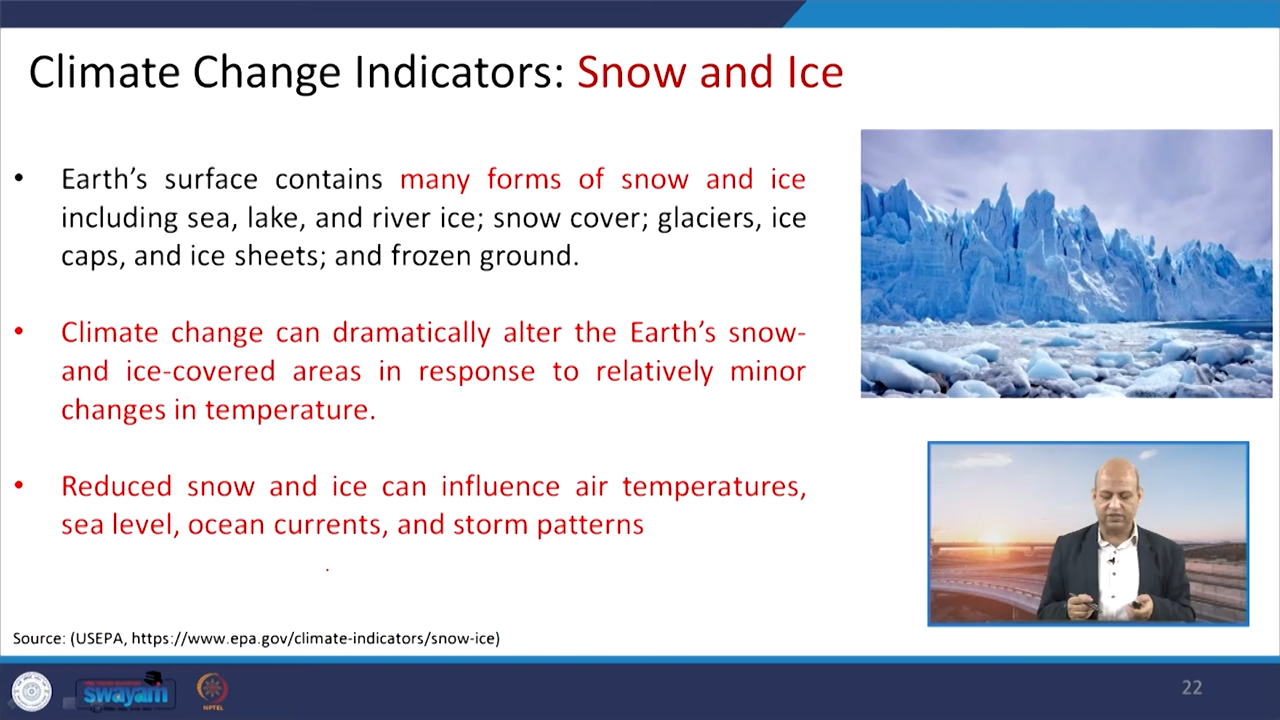 Climate Change Indicators: Snow and Ice
• Earth’s surface contains many forms of snow and ice
including sea, lake, and river ice; snow cover; glaciers, ice
caps, and ice sheets; and frozen ground.
• Climate change can dramatically alter the Earth’s snow-
and ice-covered areas in response to relatively minor
changes in temperature.
• Reduced snow and ice can influence air temperatures,
sea level, ocean currents, and storm patterns
Source: (USEPA, https://www.epa.gov/climate-indicators/snow-ice)
swayam
NPTEL
22